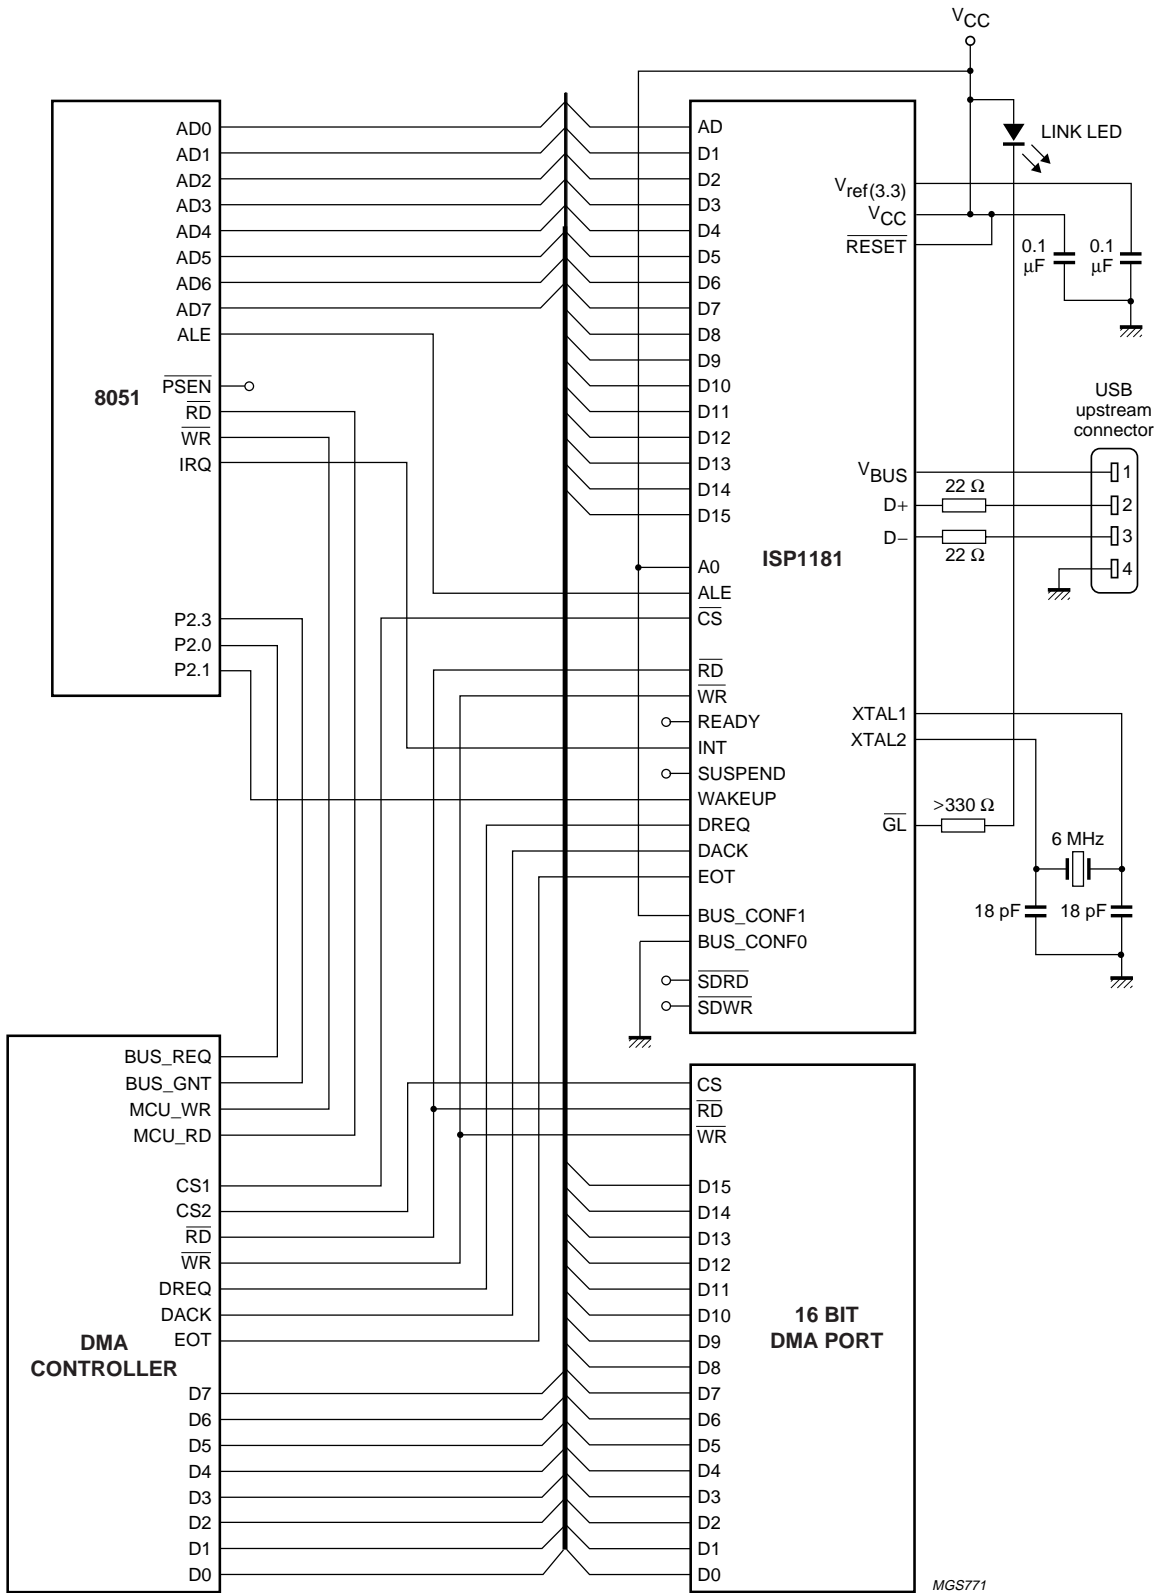 VCC
8051
AD0
AD1
AD2
AD3
AD4
AD5
AD6
AD7
ALE
PSEN
RD
WR
IRQ
P2.3
P2.0
P2.1
ISP1181
AD
D1
D2
D3
D4
D5
D6
D7
D8
D9
D10
D11
D12
D13
D14
D15
A0
ALE
CS
RD
WR
READY
INT
SUSPEND
WAKEUP
DREQ
DACK
EOT
BUS_CONF1
BUS_CONF0
SDRD
SDWR
Vref(3.3)
VCC
RESET
VBUS
D+
D−
XTAL1
XTAL2
GL
LINK LED
0.1 µF
0.1 µF
USB
upstream
connector
1
2
3
4
22 Ω
22 Ω
>330 Ω
6 MHz
18 pF
18 pF
DMA
CONTROLLER
BUS_REQ
BUS_GNT
MCU_WR
MCU_RD
CS1
CS2
RD
WR
DREQ
DACK
EOT
D7
D6
D5
D4
D3
D2
D1
D0
16 BIT
DMA PORT
CS
RD
WR
D15
D14
D13
D12
D11
D10
D9
D8
D7
D6
D5
D4
D3
D2
D1
D0
MGS771